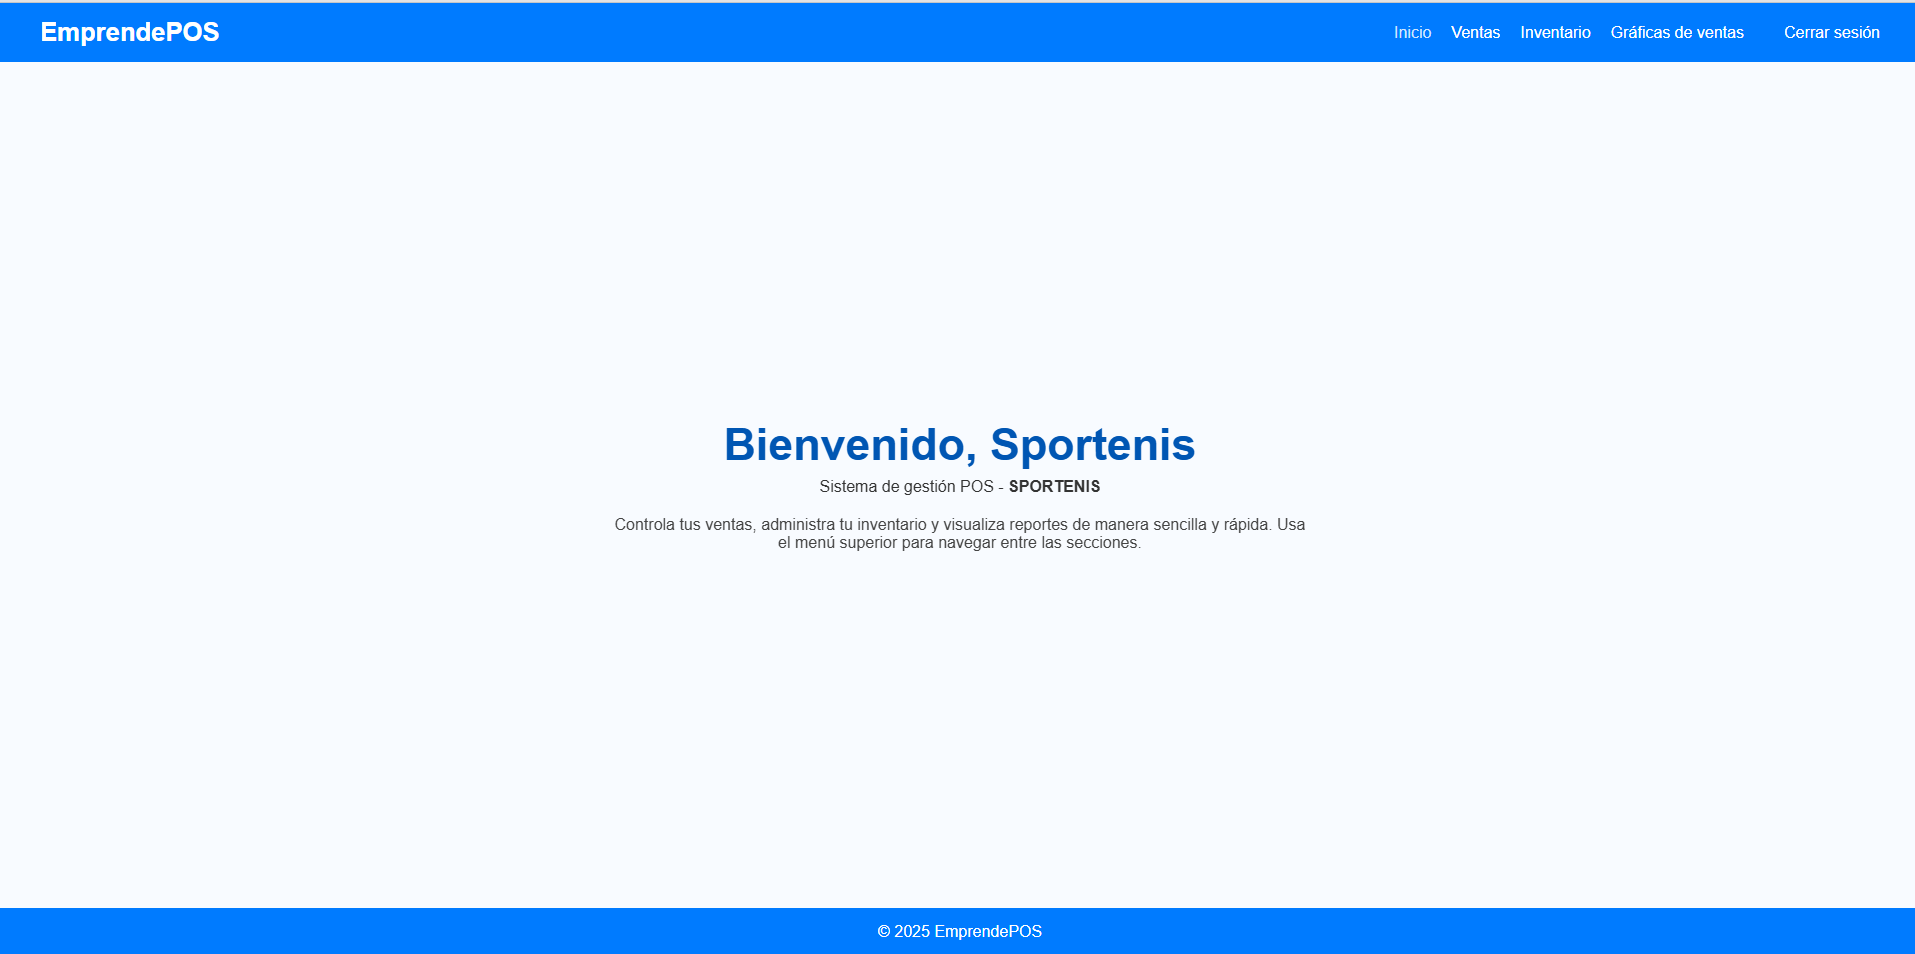 EmprendePOS
Inicio Ventas Inventario Gráficas de ventas Cerrar sesión
Bienvenido, Sportenis
Sistema de gestión POS - SPORTENIS
Controla tus ventas, administra tu inventario y visualiza reportes de manera sencilla y rápida. Usa
el menú superior para navegar entre las secciones.
© 2025 EmprendePOS